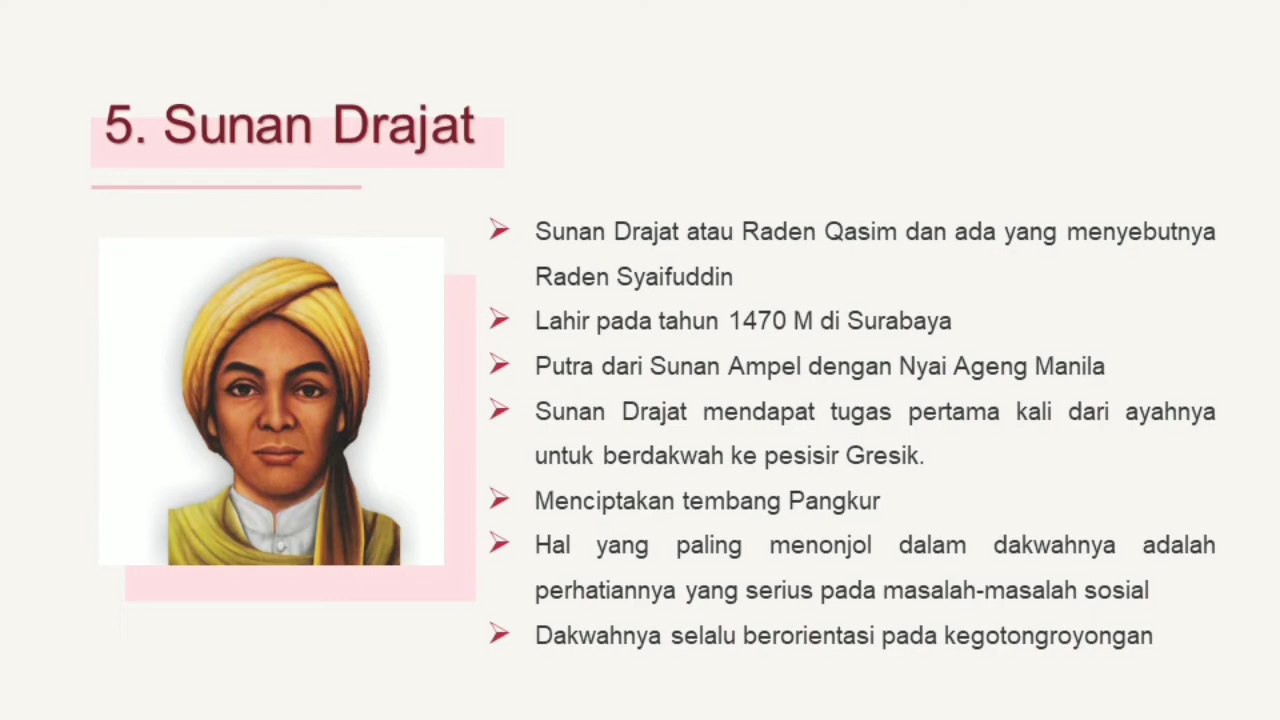 5. Sunan Drajat
Sunan Drajat atau Raden Qasim dan ada yang menyebutnya
Raden Syaifuddin
Lahir pada tahun 1470 M di Surabaya
Putra dari Sunan Ampel dengan Nyai Ageng Manila
Sunan Drajat mendapat tugas pertama kali dari ayahnya
untuk berdakwah ke pesisir Gresik.
Menciptakan tembang Pangkur
Hal yang paling menonjol dalam dakwahnya adalah
perhatiannya yang serius pada masalah-masalah sosial
Dakwahnya selalu berorientasi pada kegotongroyongan